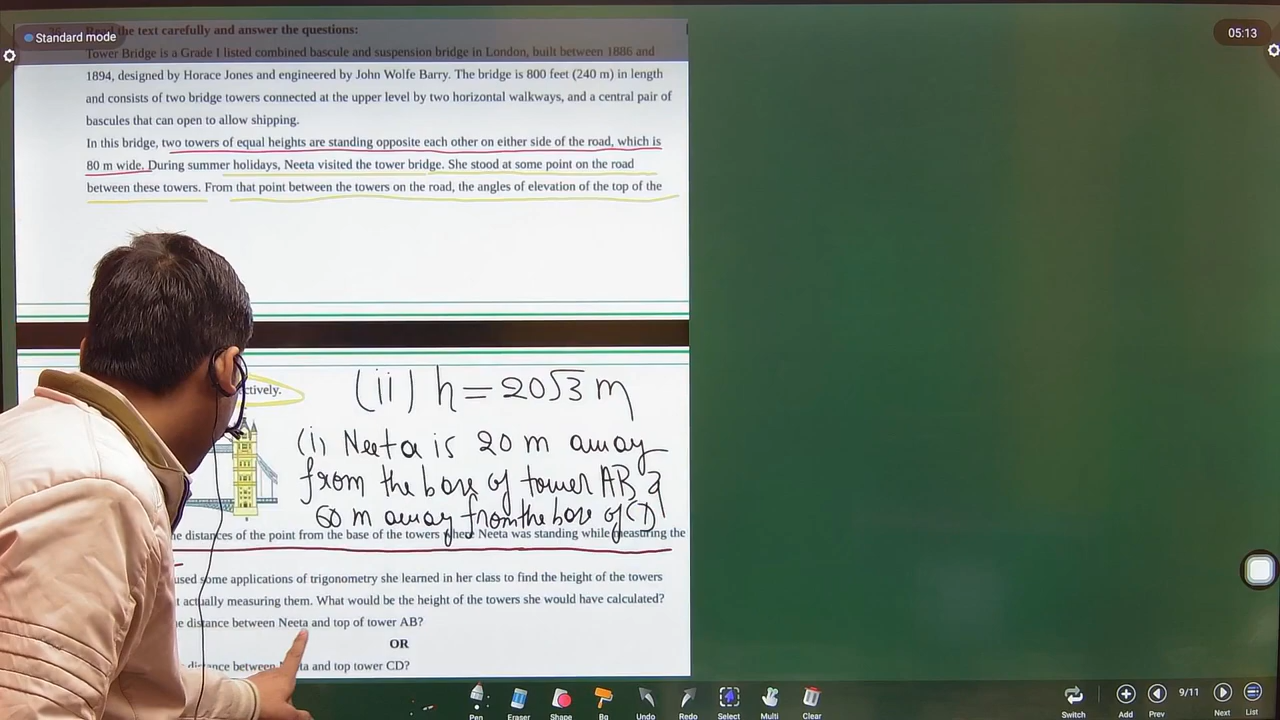 Standard mode
05:13
Read the text carefully and answer the questions:
Tower Bridge is a Grade I listed combined bascule and suspension bridge in London, built between 1886 and
1894, designed by Horace Jones and engineered by John Wolfe Barry. The bridge is 800 feet (240 m) in length
and consists of two bridge towers connected at the upper level by two horizontal walkways, and a central pair of
bascules that can open to allow shipping.
In this bridge, two towers of equal heights are standing opposite each other on either side of the road, which is
80 m wide. During summer holidays, Neeta visited the tower bridge. She stood at some point on the road
between these towers. From that point between the towers on the road, the angles of elevation of the top of the
ctively.
(ii) h = 20√3 m
(i) Neeta is 20 m away
from the base of tower AB &
60 m away from the base of CD
he distances of the point from the base of the towers where Neeta was standing while measuring the
used some applications of trigonometry she learned in her class to find the height of the towers
t actually measuring them. What would be the height of the towers she would have calculated?
e distance between Neeta and top of tower AB?
OR
distance between ta and top tower CD?
Pen Eraser Shape Bg Undo Redo Select Multi Clear
Switch Add Prev 9/11 Next List